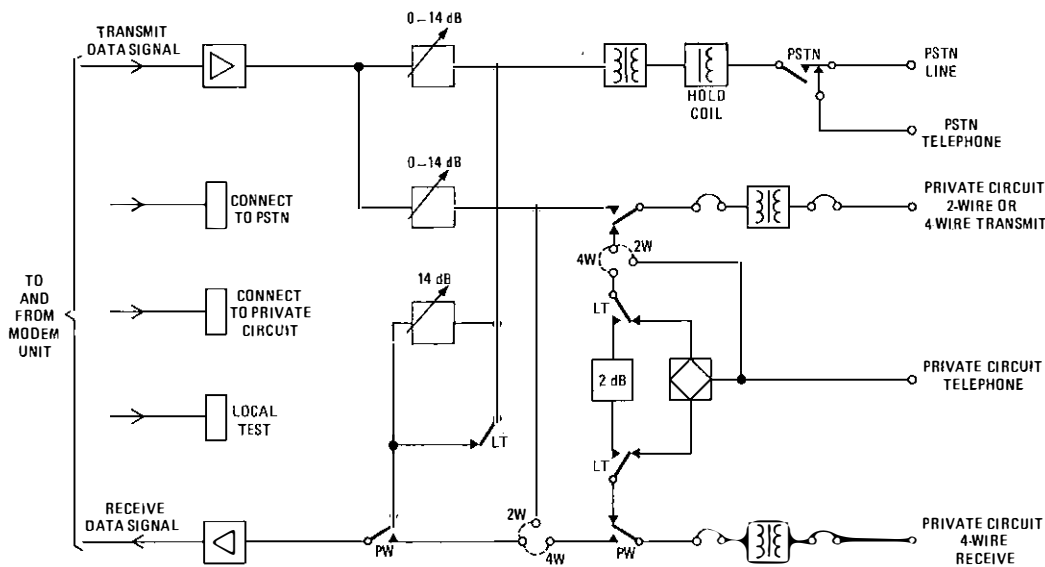 TRANSMIT
DATA SIGNAL
0–14 dB
HOLD
COIL
PSTN
PSTN
LINE
PSTN
TELEPHONE
CONNECT
TO PSTN
0–14 dB
PRIVATE CIRCUIT
2-WIRE OR
4-WIRE TRANSMIT
4W
2W
TO
AND
FROM
MODEM
UNIT
CONNECT
TO PRIVATE
CIRCUIT
14 dB
LT
2 dB
PRIVATE CIRCUIT
TELEPHONE
LOCAL
TEST
LT
LT
RECEIVE
DATA SIGNAL
PW
2W
4W
PW
PRIVATE CIRCUIT
4-WIRE
RECEIVE